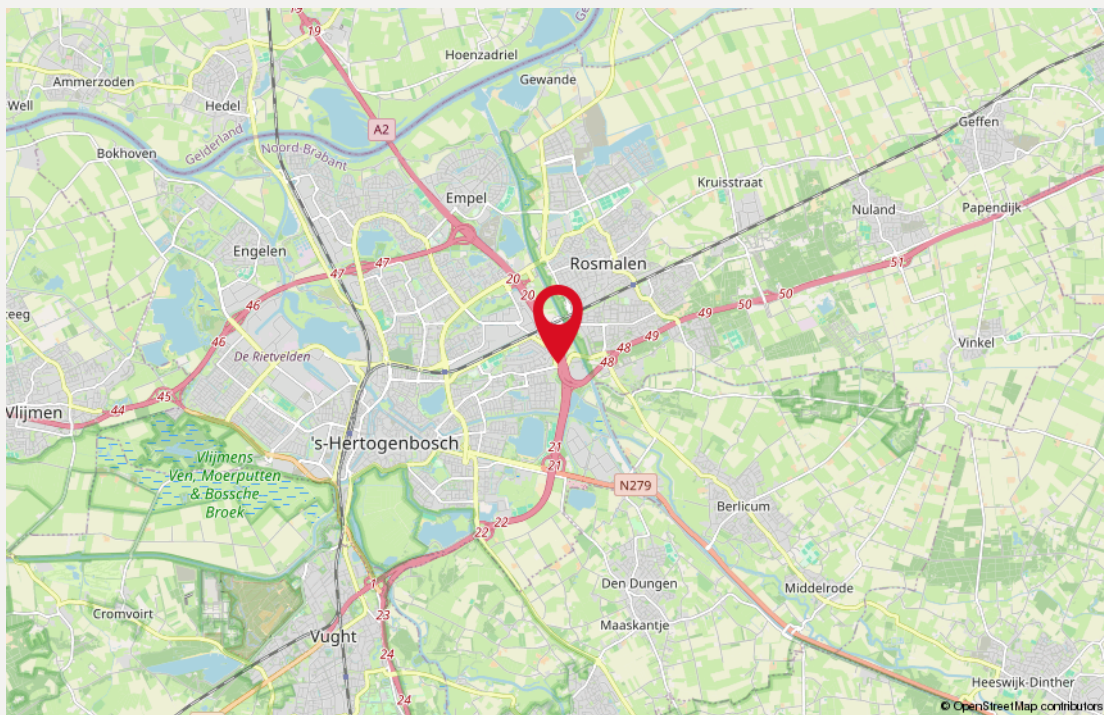 19
Hoenzadriel
Gewande
Ammerzoden
Well
Hedel
A2
Gelderland
Noord-Brabant
Bokhoven
Geffen
Kruisstraat
Empel
Nuland
Papendijk
Engelen
47
47
Rosmalen
51
20
20
46
50
50
49
49
46
48
48
De Rietvelden
Vinkel
45
44
Vlijmen
's-Hertogenbosch
21
21
Vlijmens
Ven, Moerputten
& Bossche
Broek
N279
Berlicum
22
22
Den Dungen
Middelrode
Cromvoirt
23
Maaskantje
Vught
24
24
Heeswijk-Dinther
© OpenStreetMap contributors